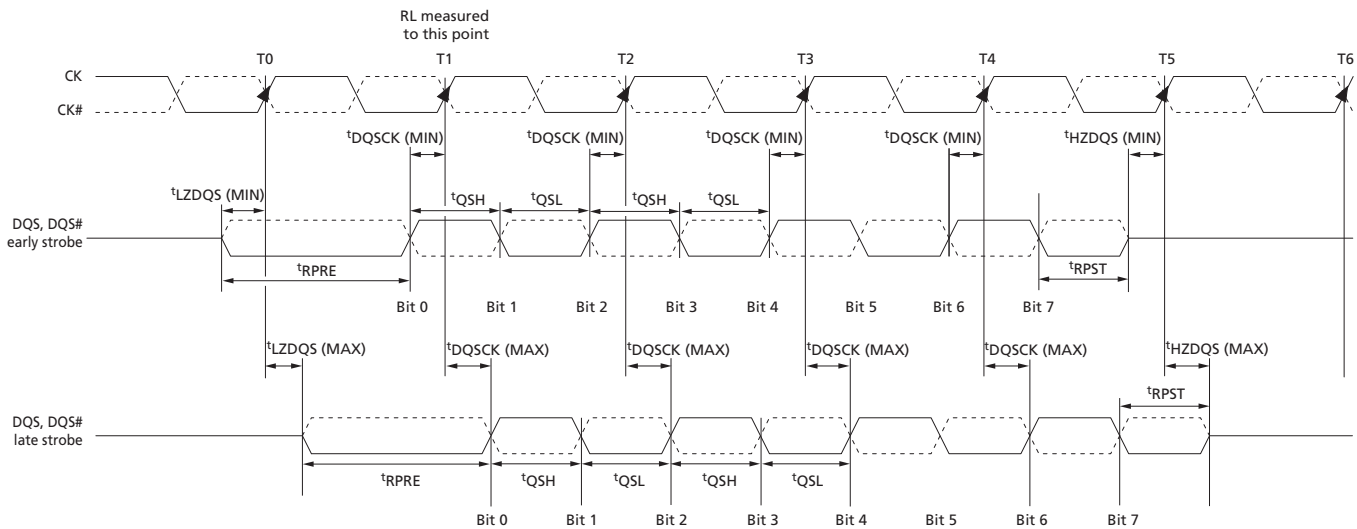 RL measured
to this point
T0 T1 T2 T3 T4 T5 T6
CK
CK#
tDQSCK (MIN) tDQSCK (MIN) tDQSCK (MIN) tDQSCK (MIN) tHZDQS (MIN)
tLZDQS (MIN)
tQSH tQSL tQSH tQSL
DQS, DQS#
early strobe
tRPRE tRPST
Bit 0 Bit 1 Bit 2 Bit 3 Bit 4 Bit 5 Bit 6 Bit 7
tLZDQS (MAX) tDQSCK (MAX) tDQSCK (MAX) tDQSCK (MAX) tDQSCK (MAX) tHZDQS (MAX)
tRPST
DQS, DQS#
late strobe
tRPRE tQSH tQSL tQSH tQSL
Bit 0 Bit 1 Bit 2 Bit 3 Bit 4 Bit 5 Bit 6 Bit 7